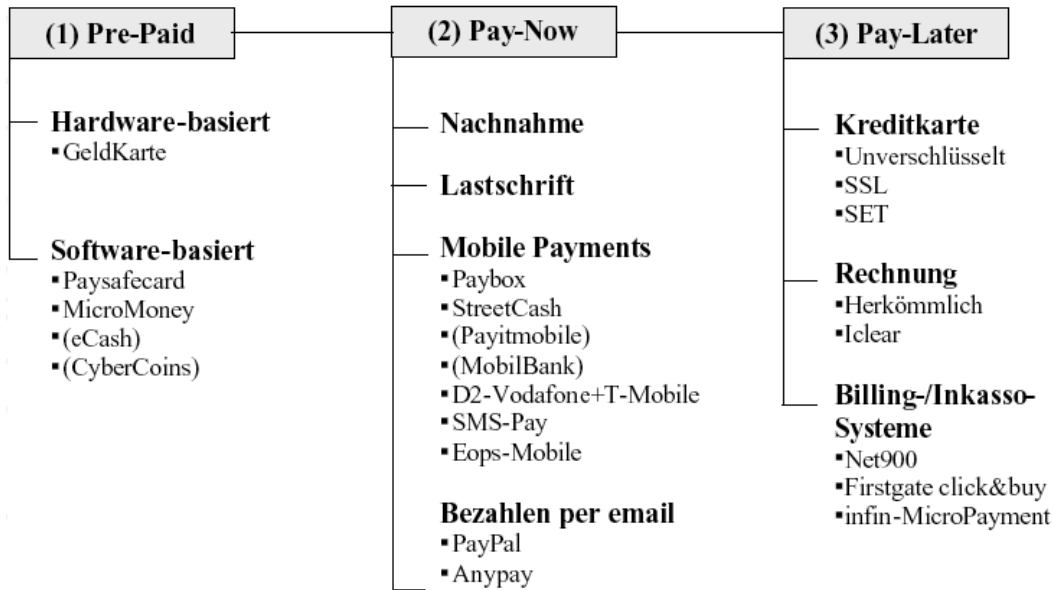 (1) Pre-Paid
Hardware-basiert
▪GeldKarte
Software-basiert
▪Paysafecard
▪MicroMoney
▪(eCash)
▪(CyberCoins)
(2) Pay-Now
Nachnahme
Lastschrift
Mobile Payments
▪Paybox
▪StreetCash
▪(Payitmobile)
▪(MobilBank)
▪D2-Vodafone+T-Mobile
▪SMS-Pay
▪Eops-Mobile
Bezahlen per email
▪PayPal
▪Anypay
(3) Pay-Later
Kreditkarte
▪Unverschlüsselt
▪SSL
▪SET
Rechnung
▪Herkömmlich
▪Iclear
Billing-/Inkasso-
Systeme
▪Net900
▪Firstgate click&buy
▪infin-MicroPayment